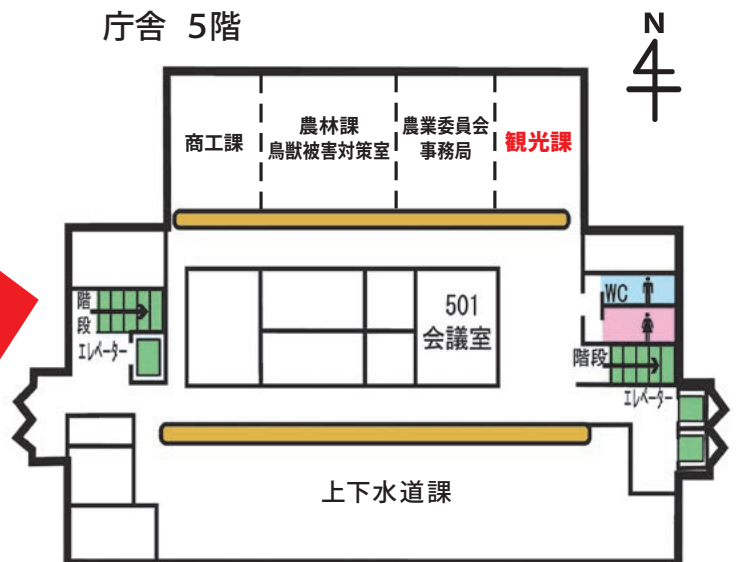 庁舎 5階
N
商工課
農林課
鳥獣被害対策室
農業委員会
事務局
観光課
階段
エレベーター
501
会議室
WC
階段
エレベーター
上下水道課